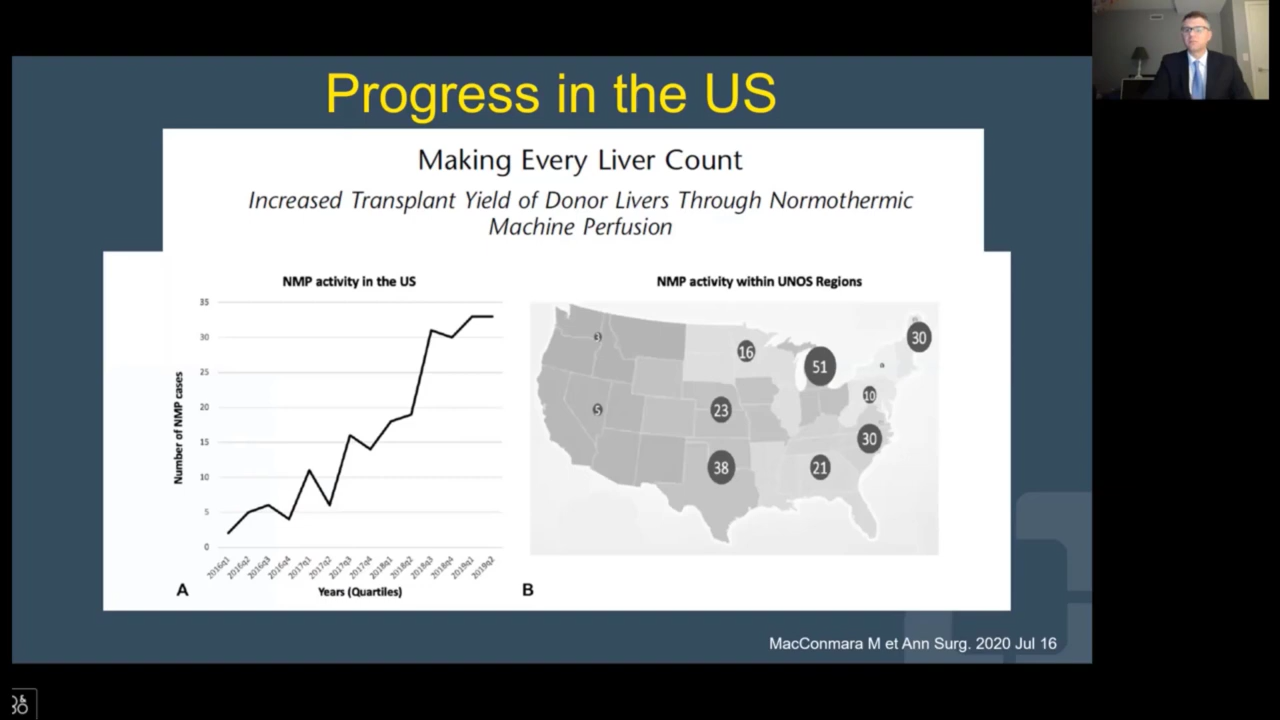 Progress in the US
Making Every Liver Count
Increased Transplant Yield of Donor Livers Through Normothermic
Machine Perfusion
NMP activity in the US
35
30
25
20
15
10
5
0
Number of NMP cases
2016q1
2016q2
2016q3
2016q4
2017q1
2017q2
2017q3
2017q4
2018q1
2018q2
2018q3
2018q4
2019q1
2019q2
Years (Quartiles)
A
NMP activity within UNOS Regions
3
16
51
30
5
23
10
30
38
21
B
MacConmara M et Ann Surg. 2020 Jul 16